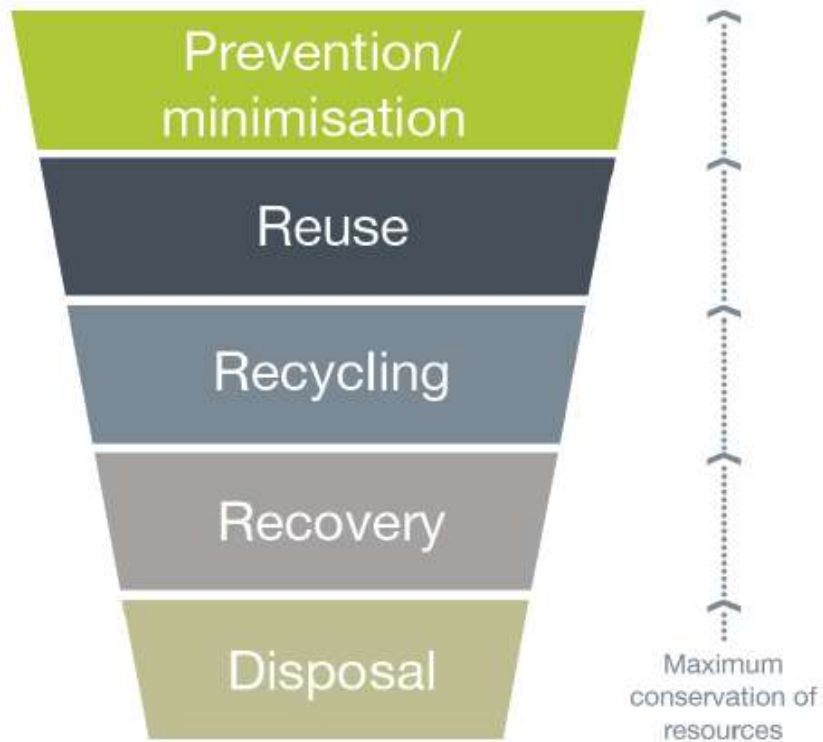 Prevention/
minimisation
Reuse
Recycling
Recovery
Disposal
Maximum
conservation of
resources